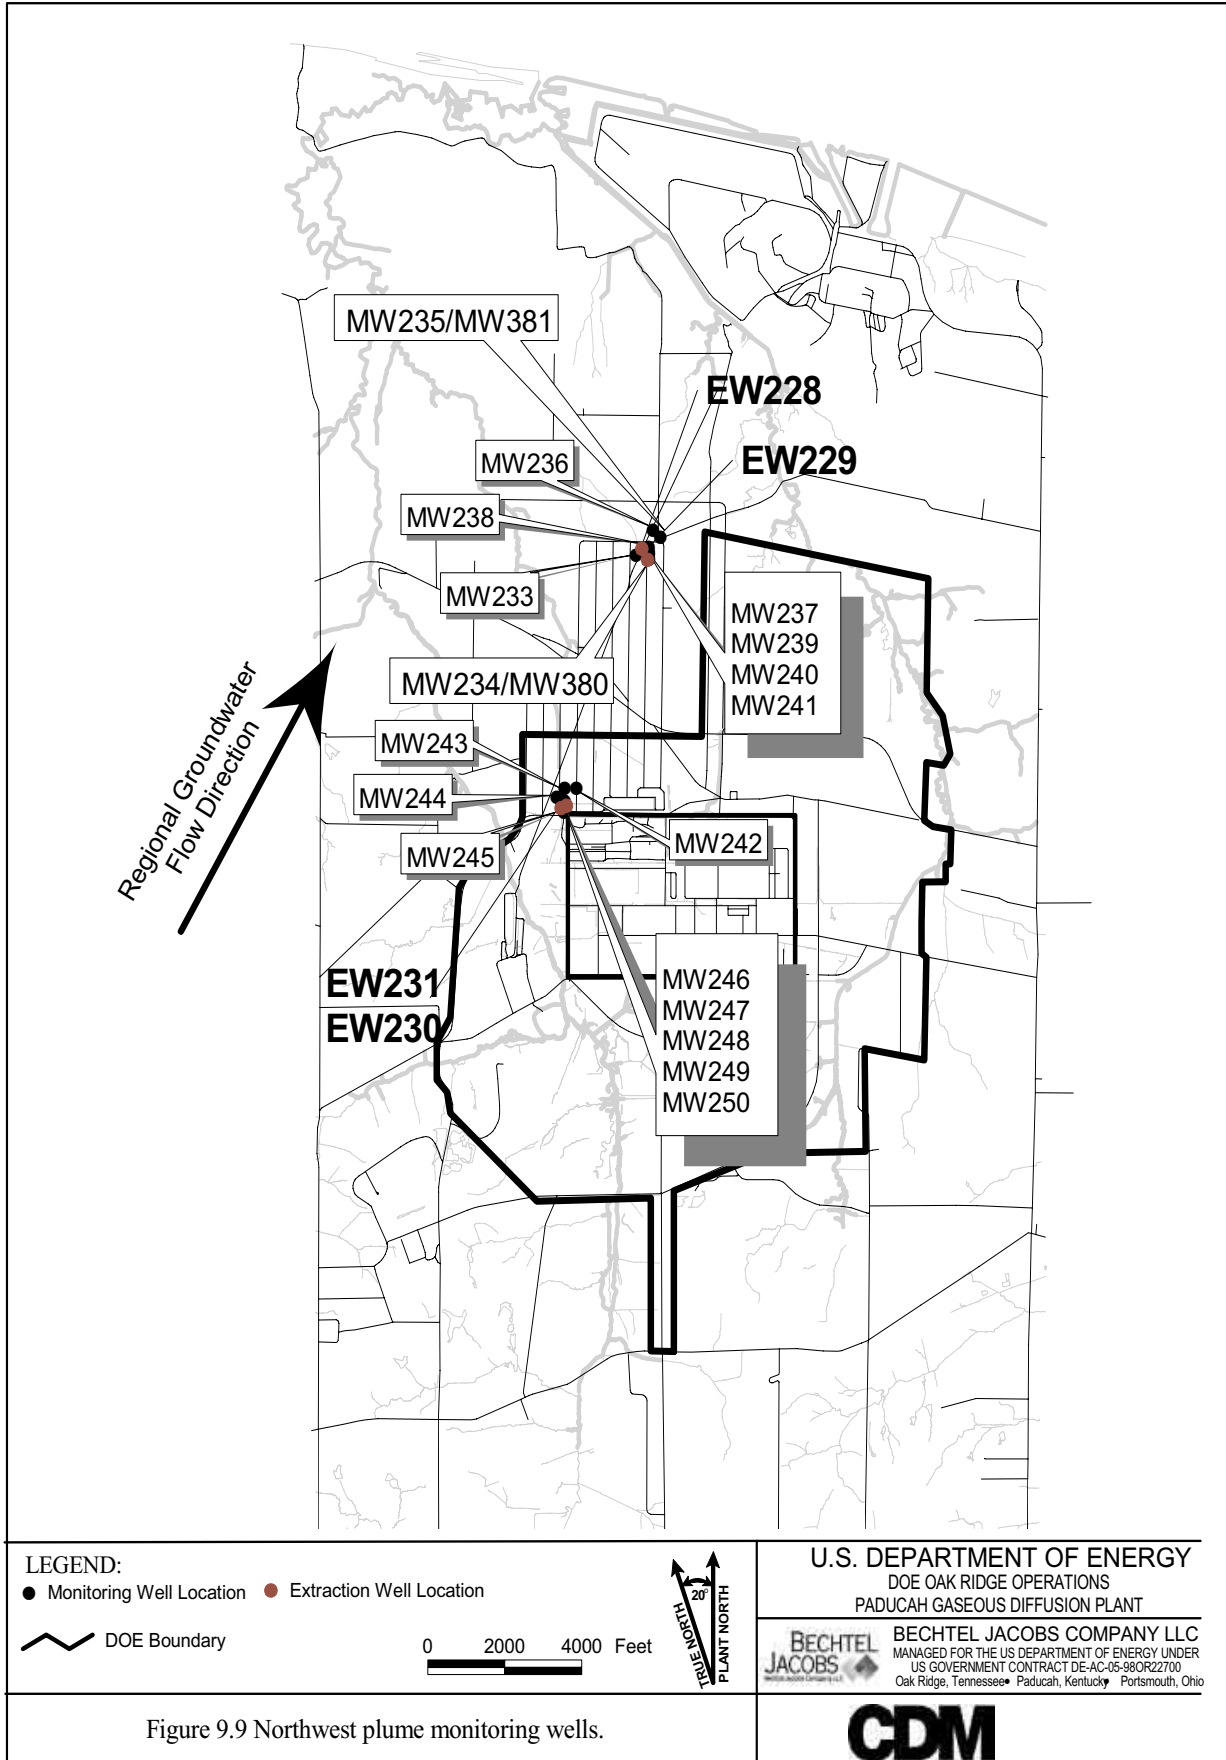 MW235/MW381
EW228
EW229
MW236
MW238
MW233
MW237
MW239
MW240
MW241
MW234/MW380
Regional Groundwater
Flow Direction
MW243
MW244
MW245
MW242
EW231
EW230
MW246
MW247
MW248
MW249
MW250
LEGEND:
Monitoring Well Location
Extraction Well Location
DOE Boundary
0 2000 4000 Feet
20°
TRUE NORTH
PLANT NORTH
U.S. DEPARTMENT OF ENERGY
DOE OAK RIDGE OPERATIONS
PADUCAH GASEOUS DIFFUSION PLANT
BECHTEL
JACOBS
BECHTEL JACOBS COMPANY LLC
MANAGED FOR THE US DEPARTMENT OF ENERGY UNDER
US GOVERNMENT CONTRACT DE-AC-05-98OR22700
Oak Ridge, Tennessee• Paducah, Kentucky• Portsmouth, Ohio
Figure 9.9 Northwest plume monitoring wells.
CDM